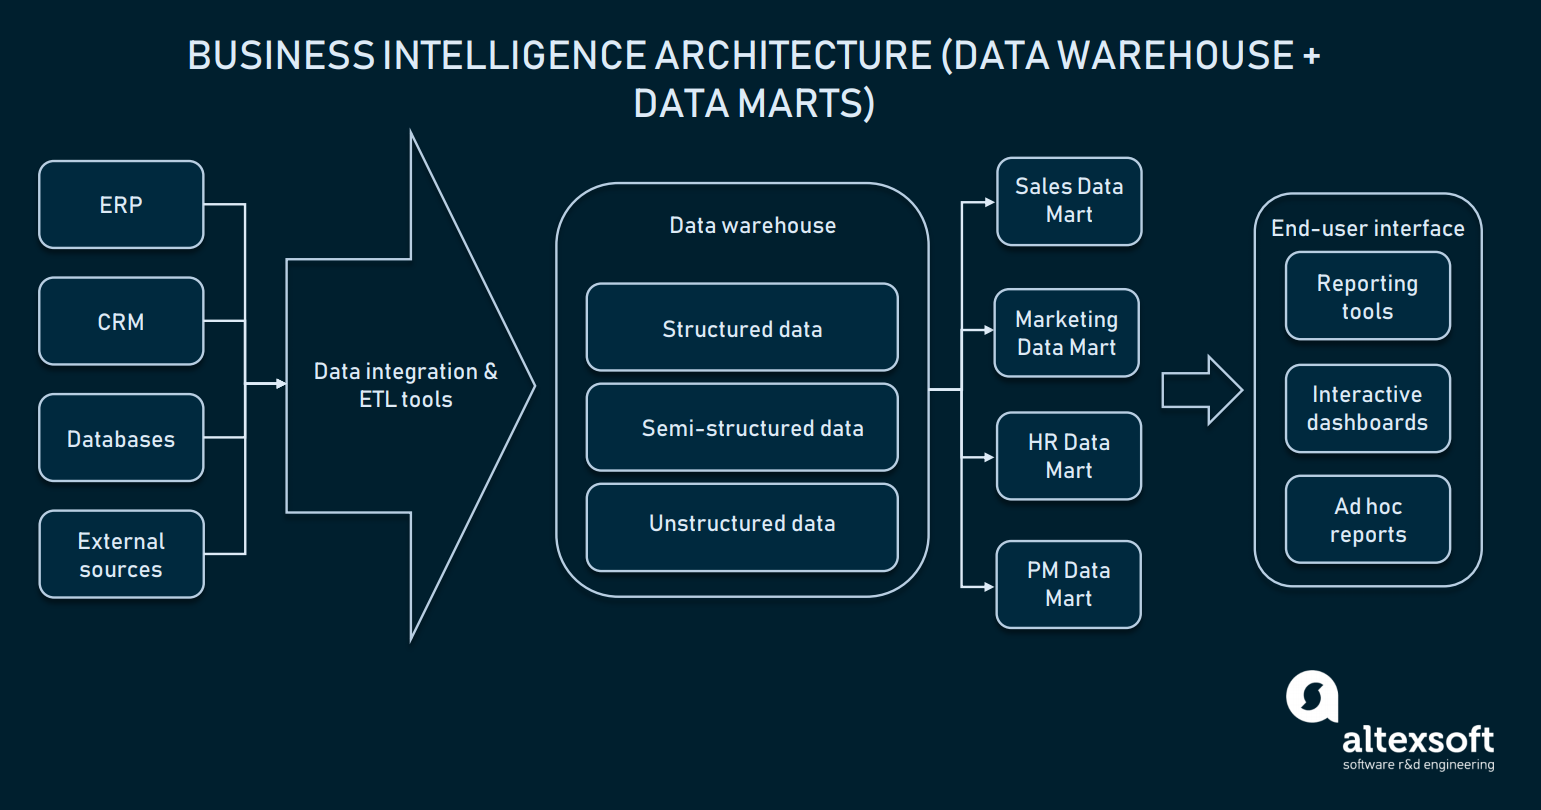 BUSINESS INTELLIGENCE ARCHITECTURE (DATA WAREHOUSE +
DATA MARTS)
ERP
CRM
Databases
External
sources
Data integration &
ETL tools
Data warehouse
Structured data
Semi-structured data
Unstructured data
Sales Data
Mart
Marketing
Data Mart
HR Data
Mart
PM Data
Mart
End-user interface
Reporting
tools
Interactive
dashboards
Ad hoc
reports
altexsoft
software r&d engineering